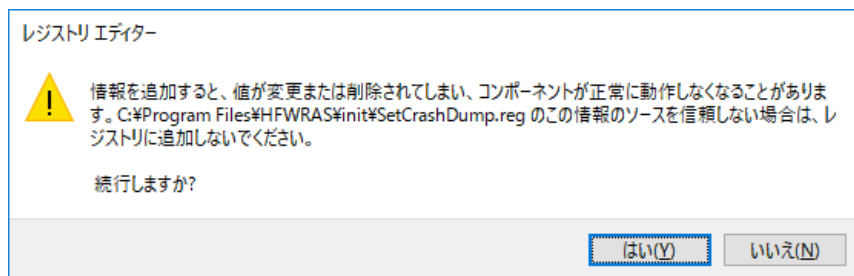 レジストリ エディター
情報を追加すると、値が変更または削除されてしまい、コンポーネントが正常に動作しなくなることがありま
す。C:¥Program Files¥HFWRAS¥init¥SetCrashDump.reg のこの情報のソースを信頼しない場合は、レ
ジストリに追加しないでください。
続行しますか?
はい(Y) いいえ(N)